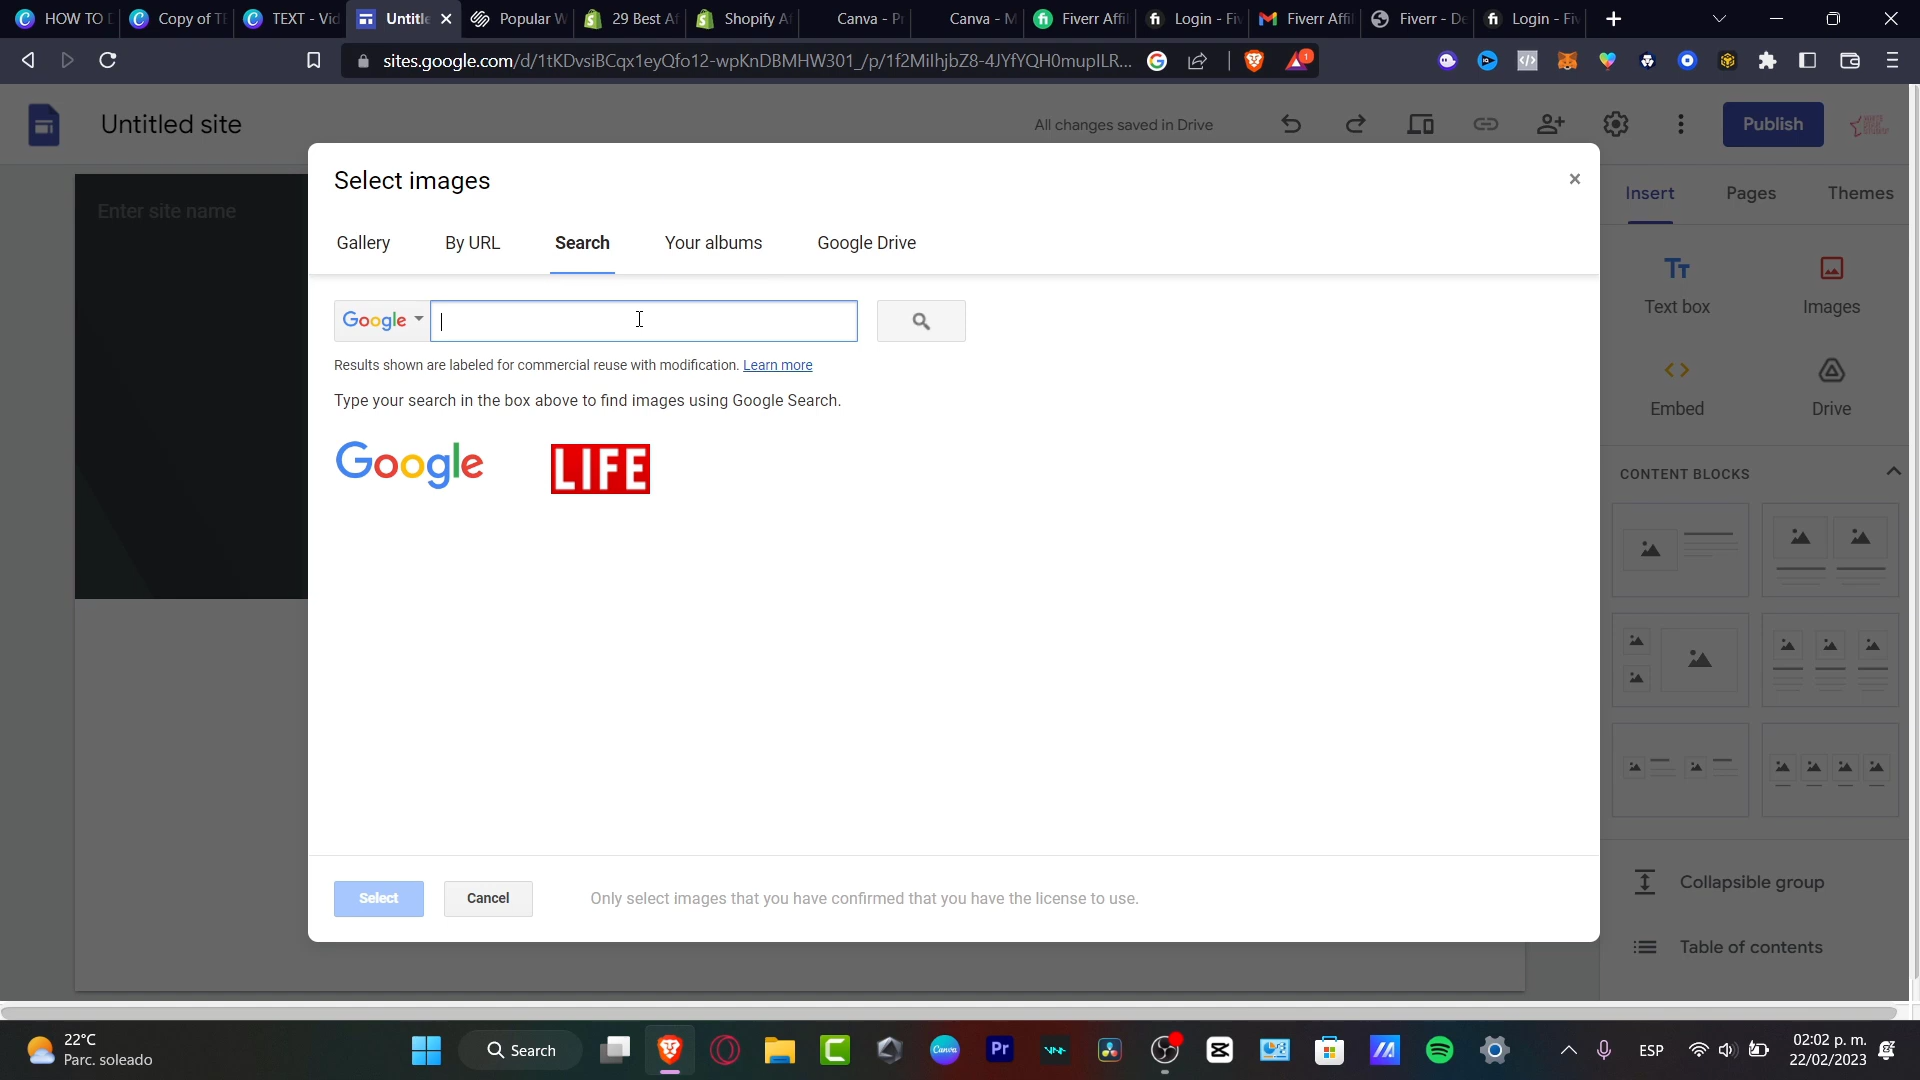 HOW TO D
Copy of TE
TEXT - Vid
Untitle
Popular W
29 Best Af
Shopify Af
Canva - Pr
Canva - M
Fiverr Affil
Login - Fiv
Fiverr Affil
Fiverr - De
Login - Fiv
sites.google.com/d/1tKDvsiBCqx1eyQfo12-wpKnDBMHW301_/p/1f2MilhjbZ8-4JYfYQH0mupILR...
1
Untitled site
All changes saved in Drive
Publish
Enter site name
Select images
Gallery
By URL
Search
Your albums
Google Drive
Google
Results shown are labeled for commercial reuse with modification. Learn more
Type your search in the box above to find images using Google Search.
Google
LIFE
Select
Cancel
Only select images that you have confirmed that you have the license to use.
Insert
Pages
Themes
Text box
Images
Embed
Drive
CONTENT BLOCKS
Collapsible group
Table of contents
22°C
Parc. soleado
Search
Canva
Pr
ESP
02:02 p. m.
22/02/2023